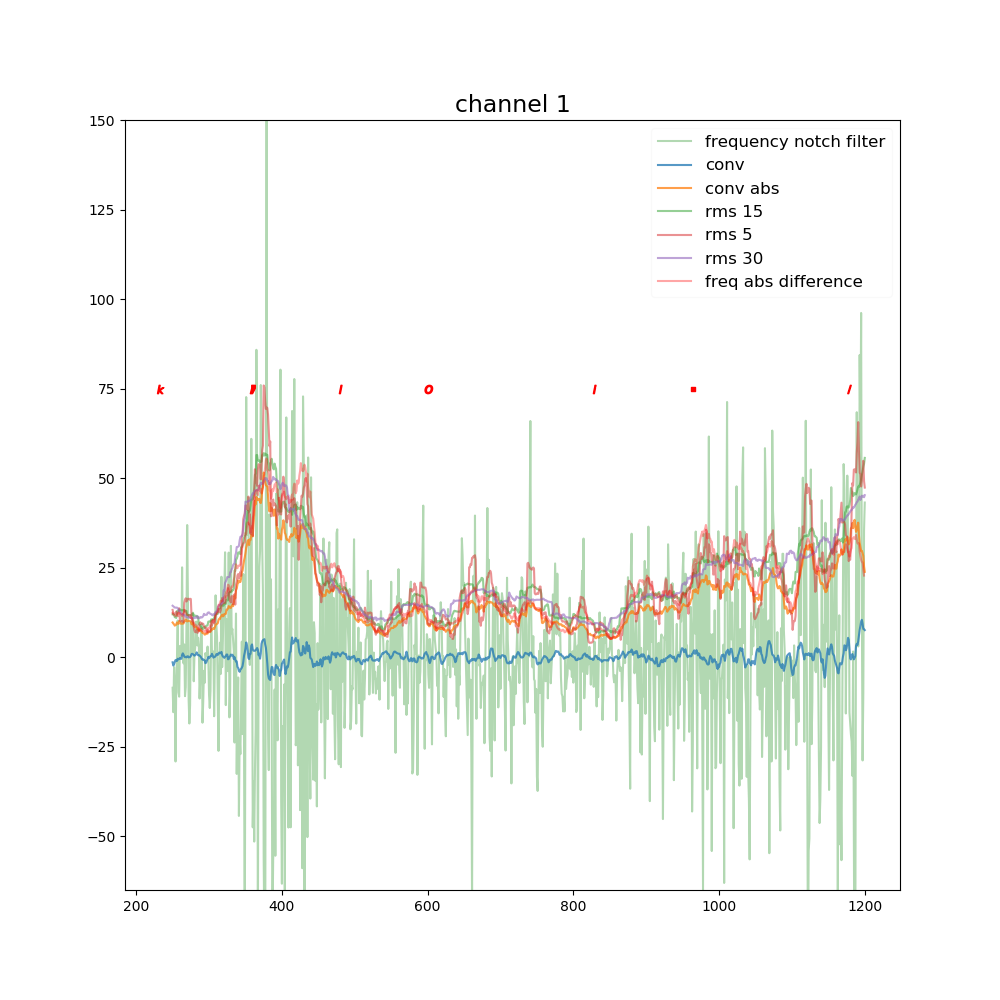 channel 1
150
125
100
75
50
25
0
−25
−50
frequency notch filter
conv
conv abs
rms 15
rms 5
rms 30
freq abs difference
k l O l l
200 400 600 800 1000 1200